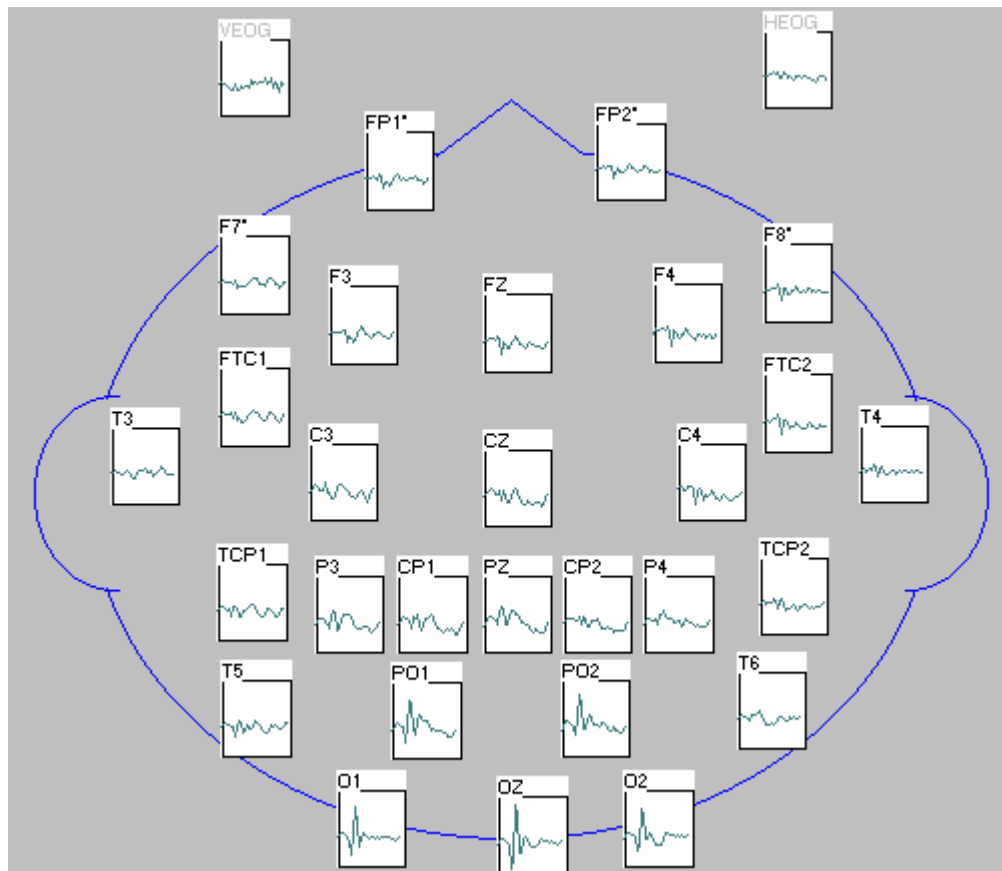 VEOG
HEOG
FP1"
FP2"
F7"
F8"
F3
FZ
F4
FTC1
FTC2
T3
C3
CZ
C4
T4
TCP1
P3
CP1
PZ
CP2
P4
TCP2
T5
PO1
PO2
T6
O1
OZ
O2